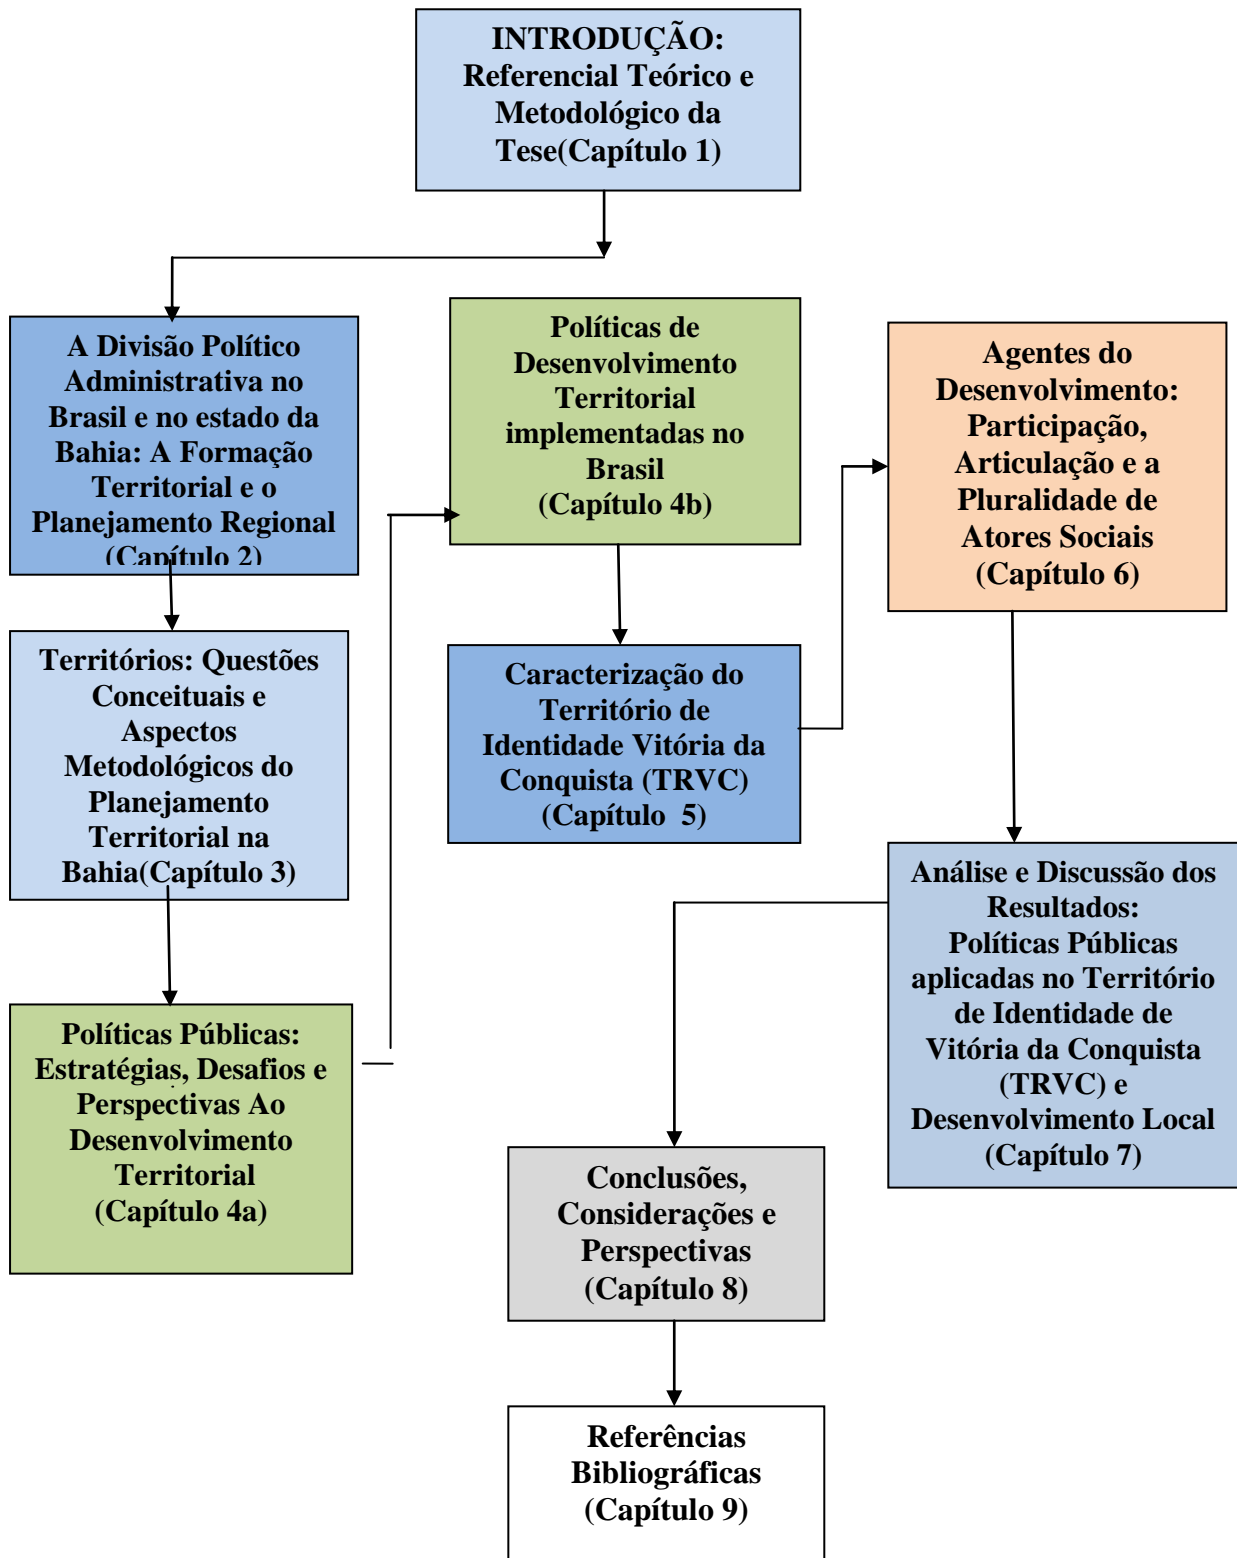 INTRODUÇÃO:
Referencial Teórico e
Metodológico da
Tese(Capítulo 1)
A Divisão Político
Administrativa no
Brasil e no estado da
Bahia: A Formação
Territorial e o
Planejamento Regional
(Capítulo 2)
Territórios: Questões
Conceituais e
Aspectos
Metodológicos do
Planejamento
Territorial na
Bahia(Capítulo 3)
Políticas Públicas:
Estratégias, Desafios e
Perspectivas Ao
Desenvolvimento
Territorial
(Capítulo 4a)
Políticas de
Desenvolvimento
Territorial
implementadas no
Brasil
(Capítulo 4b)
Caracterização do
Território de
Identidade Vitória da
Conquista (TRVC)
(Capítulo  5)
Agentes do
Desenvolvimento:
Participação,
Articulação e a
Pluralidade de
Atores Sociais
(Capítulo 6)
Análise e Discussão dos
Resultados:
Políticas Públicas
aplicadas no Território
de Identidade de
Vitória da Conquista
(TRVC) e
Desenvolvimento Local
(Capítulo 7)
Conclusões,
Considerações e
Perspectivas
(Capítulo 8)
Referências
Bibliográficas
(Capítulo 9)